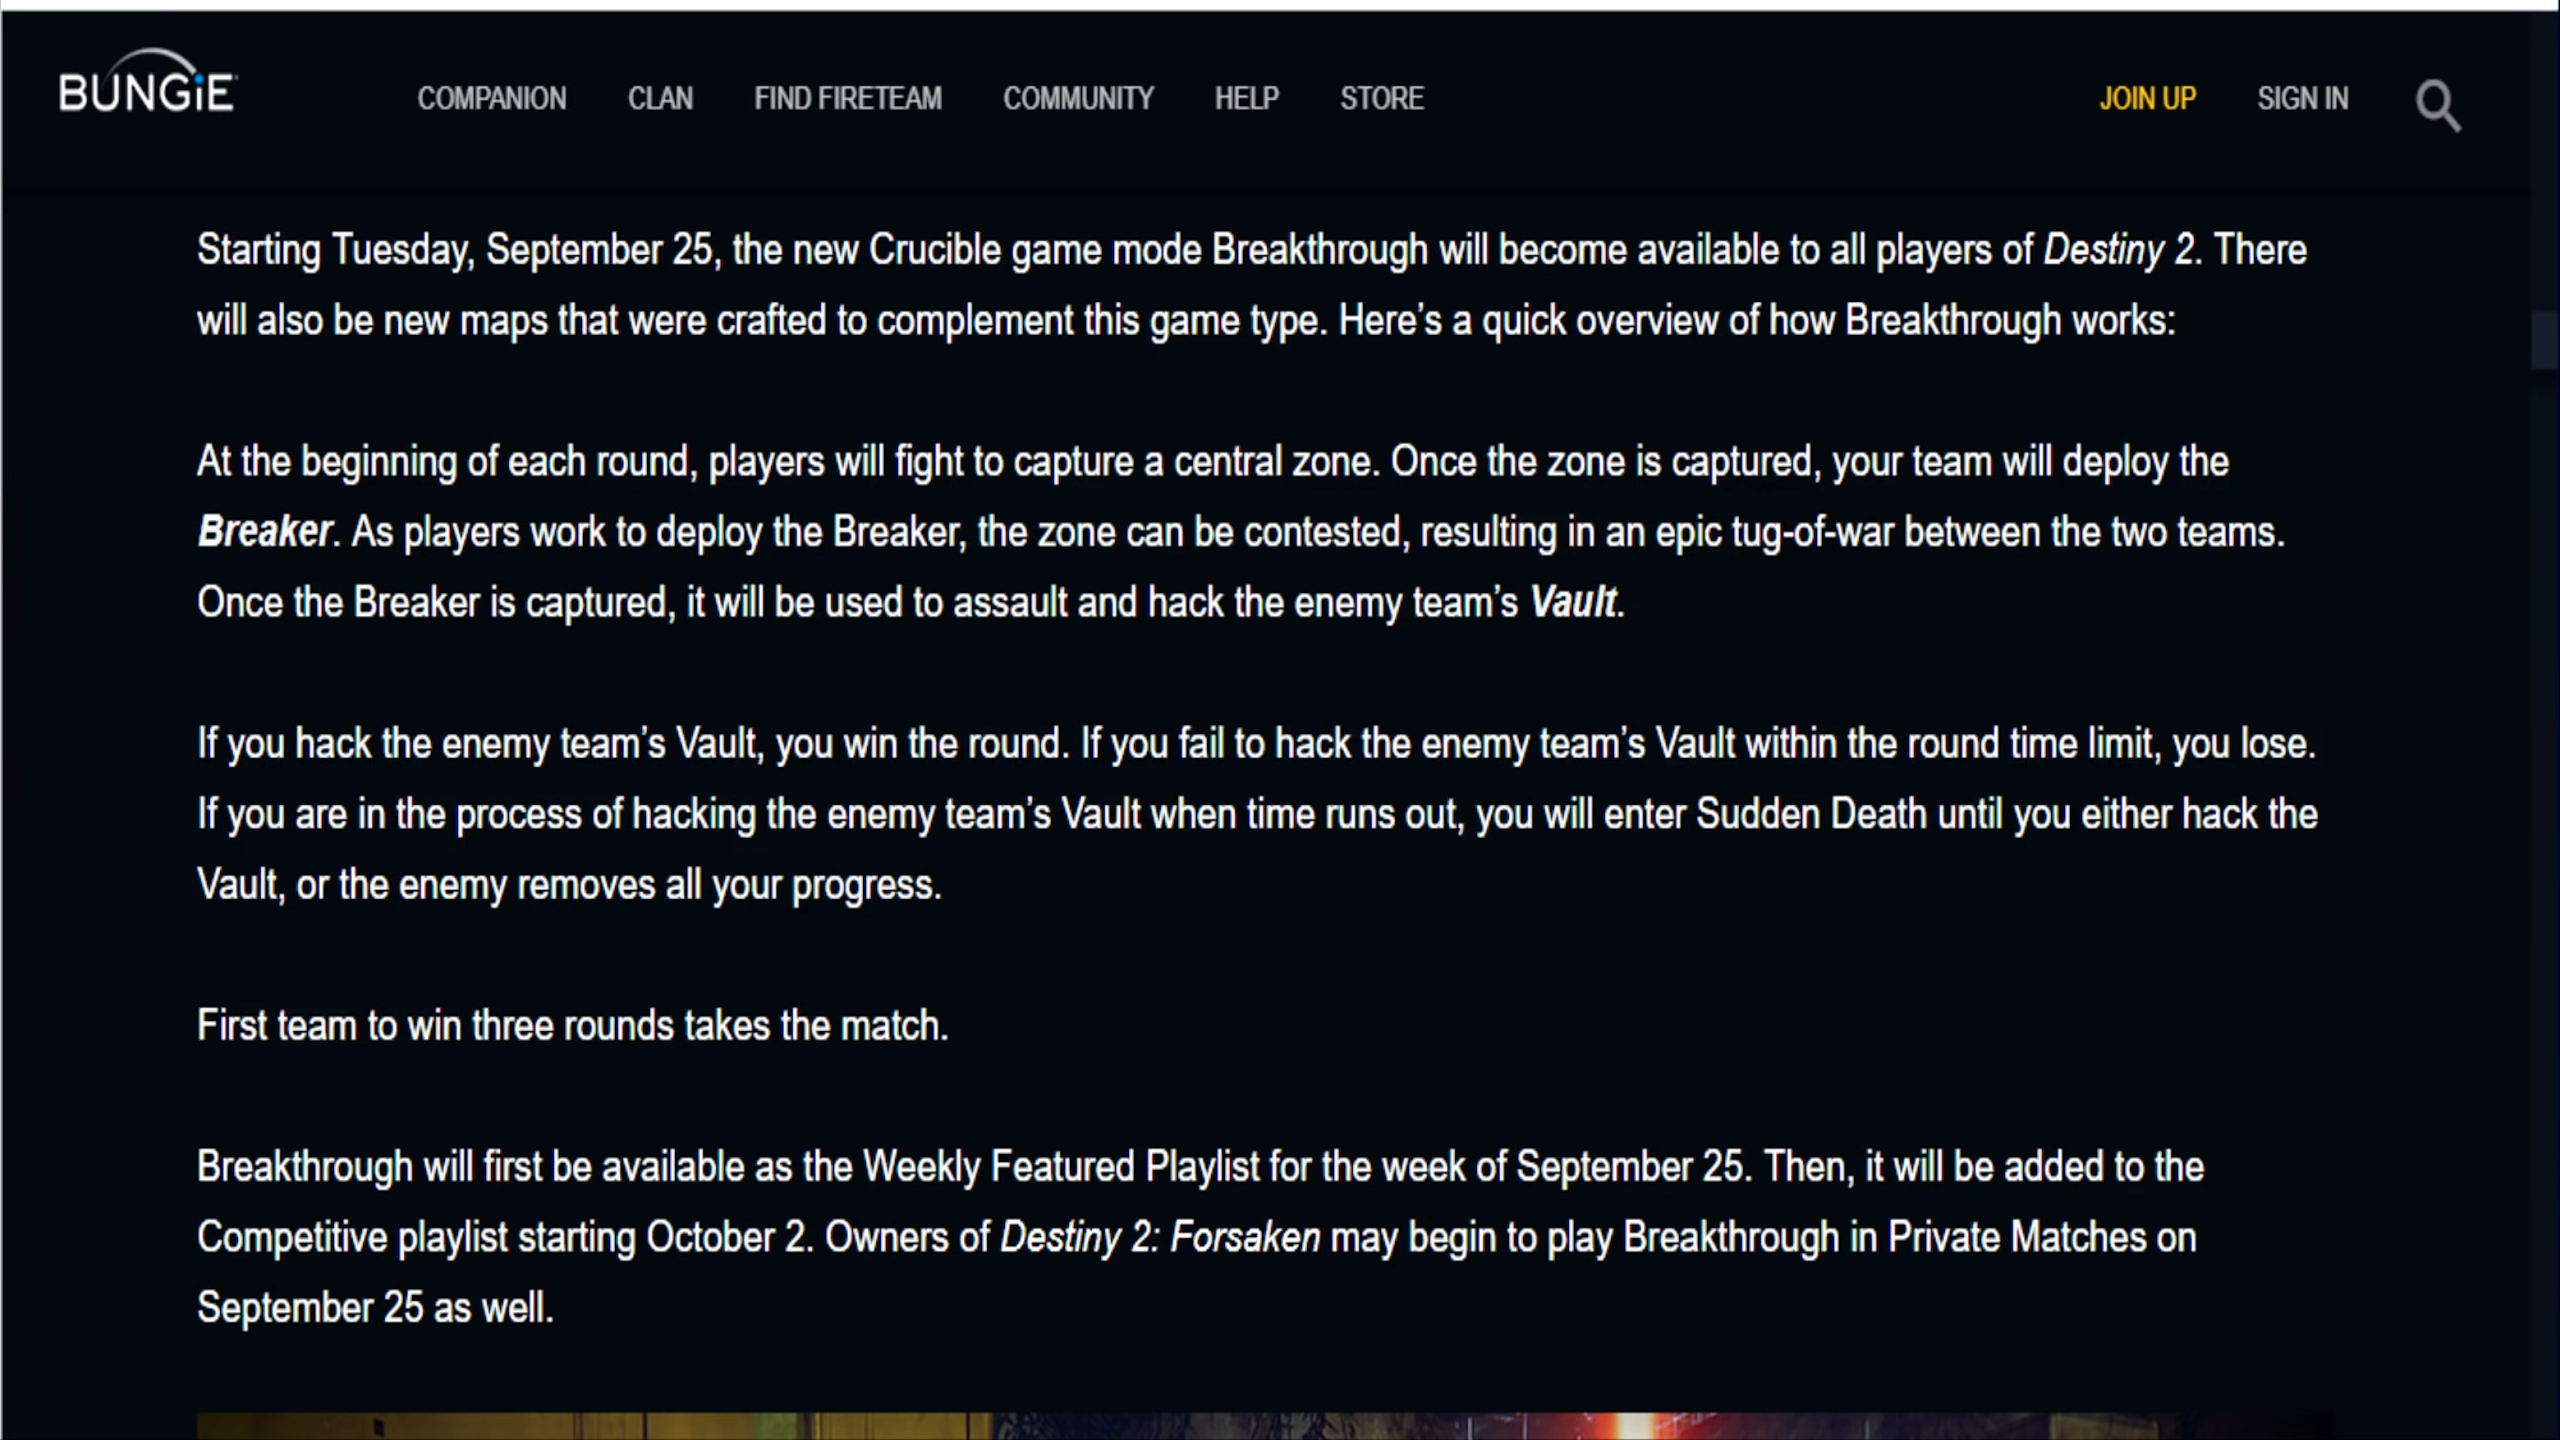 BUNGiE
COMPANION CLAN FIND FIRETEAM COMMUNITY HELP STORE JOIN UP SIGN IN
Starting Tuesday, September 25, the new Crucible game mode Breakthrough will become available to all players of Destiny 2. There
will also be new maps that were crafted to complement this game type. Here’s a quick overview of how Breakthrough works:
At the beginning of each round, players will fight to capture a central zone. Once the zone is captured, your team will deploy the
Breaker. As players work to deploy the Breaker, the zone can be contested, resulting in an epic tug-of-war between the two teams.
Once the Breaker is captured, it will be used to assault and hack the enemy team’s Vault.
If you hack the enemy team’s Vault, you win the round. If you fail to hack the enemy team’s Vault within the round time limit, you lose.
If you are in the process of hacking the enemy team’s Vault when time runs out, you will enter Sudden Death until you either hack the
Vault, or the enemy removes all your progress.
First team to win three rounds takes the match.
Breakthrough will first be available as the Weekly Featured Playlist for the week of September 25. Then, it will be added to the
Competitive playlist starting October 2. Owners of Destiny 2: Forsaken may begin to play Breakthrough in Private Matches on
September 25 as well.